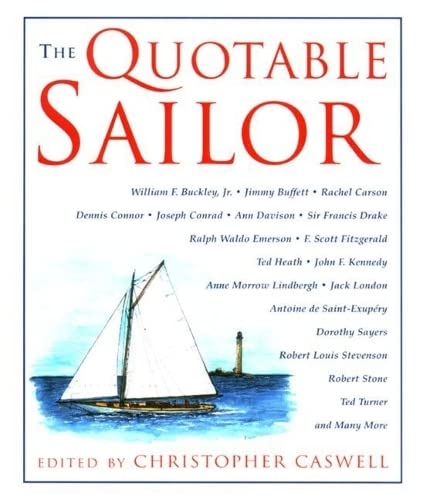 THE QUOTABLE
SAILOR
William F. Buckley, Jr. • Jimmy Buffett • Rachel Carson
Dennis Connor • Joseph Conrad • Ann Davison • Sir Francis Drake
Ralph Waldo Emerson • F. Scott Fitzgerald
Ted Heath • John F. Kennedy
Anne Morrow Lindbergh • Jack London
Antoine de Saint-Exupéry
Dorothy Sayers
Robert Louis Stevenson
Robert Stone
Ted Turner
and Many More
EDITED BY CHRISTOPHER CASWELL